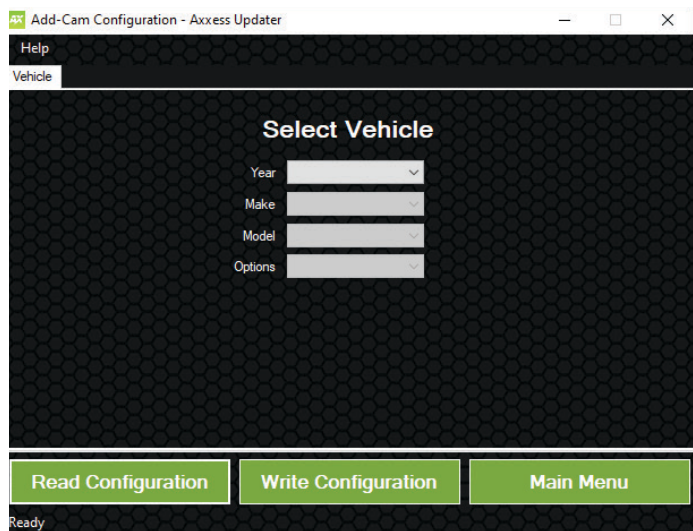 AX Add-Cam Configuration - Axxess Updater
Help
Vehicle
Select Vehicle
Year
Make
Model
Options
Read Configuration Write Configuration Main Menu
Ready